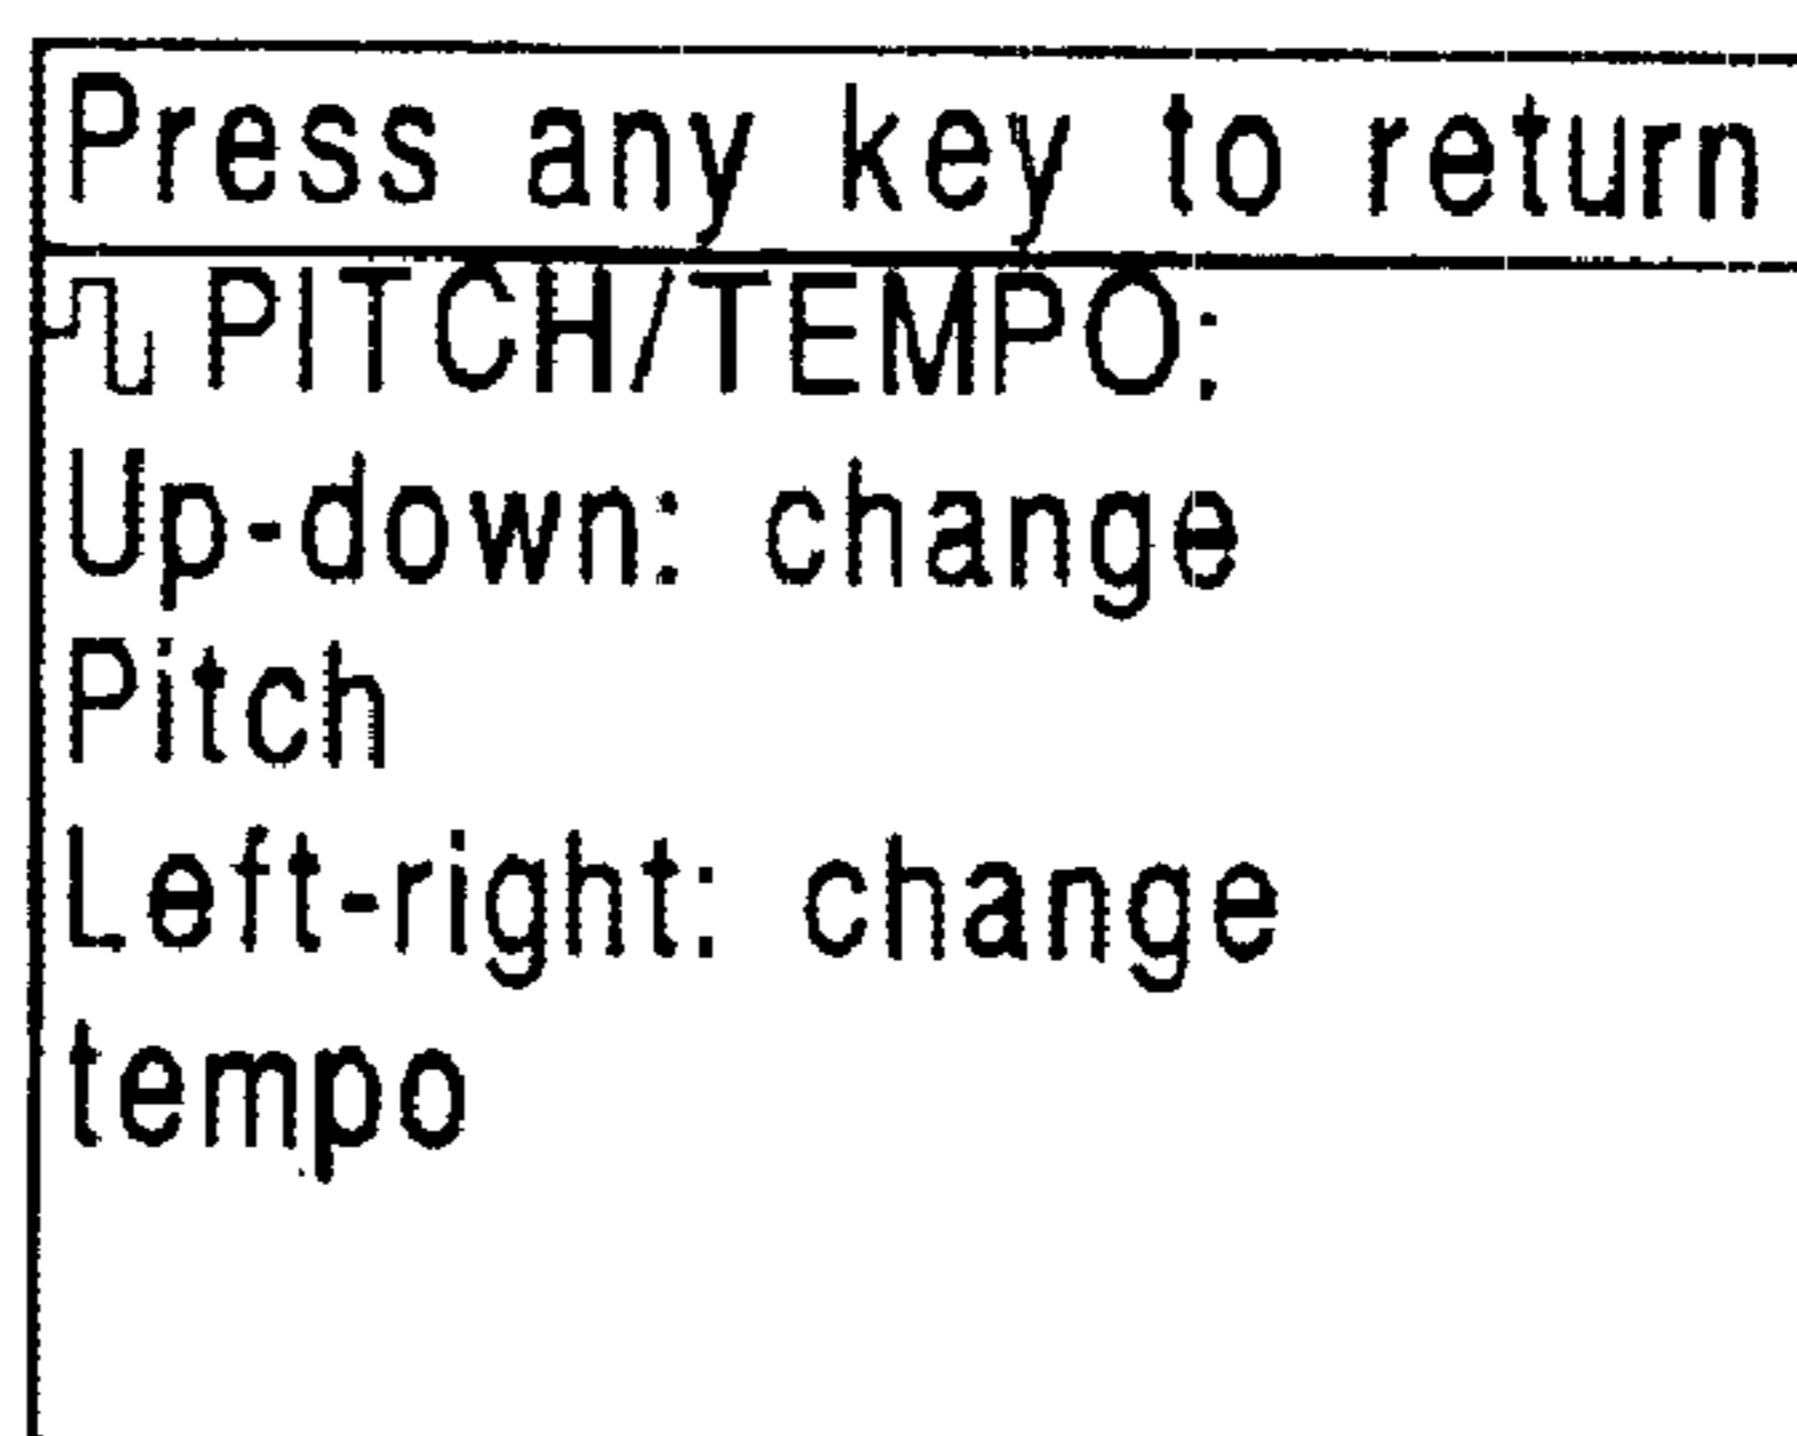 Press any key to return
PITCH/TEMPO:
Up-down: change
Pitch
Left-right: change
tempo